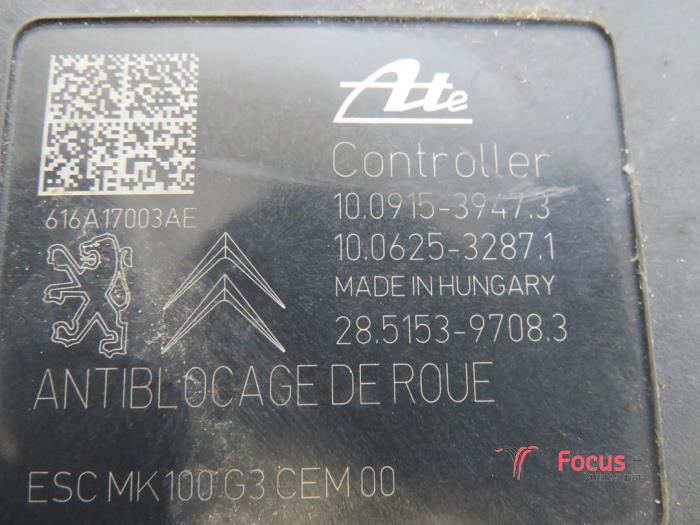 Ate
Controller
616A17003AE
10.0915-3947.3
10.0625-3287.1
MADE IN HUNGARY
28.5153-9708.3
ANTIBLOCAGE DE ROUE
ESC MK100 G3 CEM 00
Focus